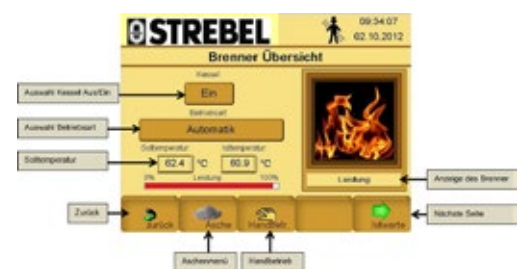 STREBEL
09:34:07
02.10.2012
Brenner Übersicht
Kessel
Auswahl Kessel Aus/Ein
Ein
Betriebsart
Auswahl Betriebsart
Automatik
Solltemperatur
Isttemperatur
Solltemperatur
62.4 °C
60.9 °C
0% Leistung 100%
Leistung
Anzeige des Brenner
Zurück
zurück
Asche
Handbetr.
Istwerte
Nächste Seite
Aschenmenü
Handbetrieb